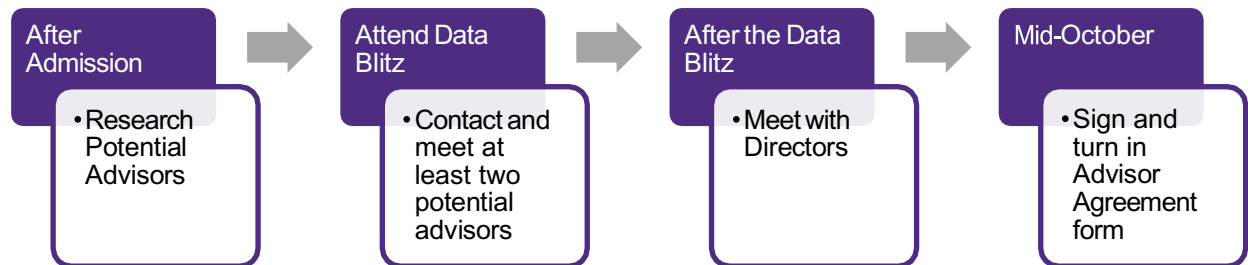 After
Admission
•Research
Potential
Advisors
Attend Data
Blitz
•Contact and
meet at
least two
potential
advisors
After the Data
Blitz
•Meet with
Directors
Mid-October
•Sign and
turn in
Advisor
Agreement
form